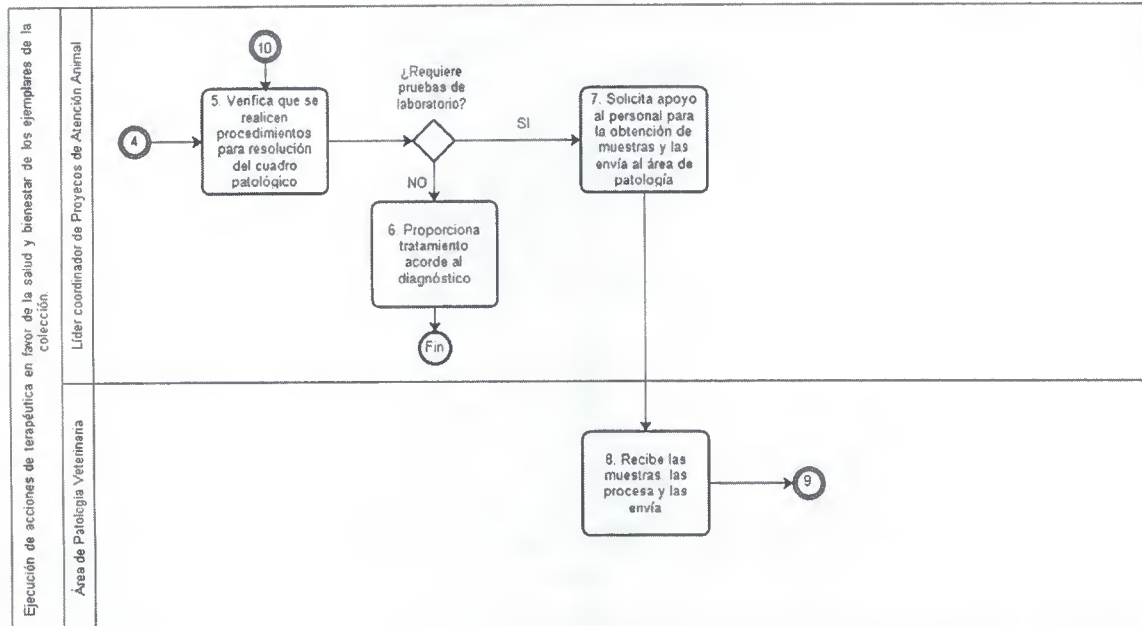 Ejecución de acciones de terapéutica en favor de la salud y bienestar de los ejemplares de la
colección.
Líder coordinador de Proyecos de Atención Animal
10
4
5. Venfica que se
realicen
procedimientos
para resolución
del cuadro
patológico
¿Requiere
pruebas de
laboratorio?
SI
NO
7. Solicita apoyo
al personal para
la obtención de
muestras y las
envía al área de
patología
6. Proporciona
tratamiento
acorde al
diagnóstico
Fin
Área de Patología Veterinaria
8. Recibe las
muestras las
procesa y las
envía
9